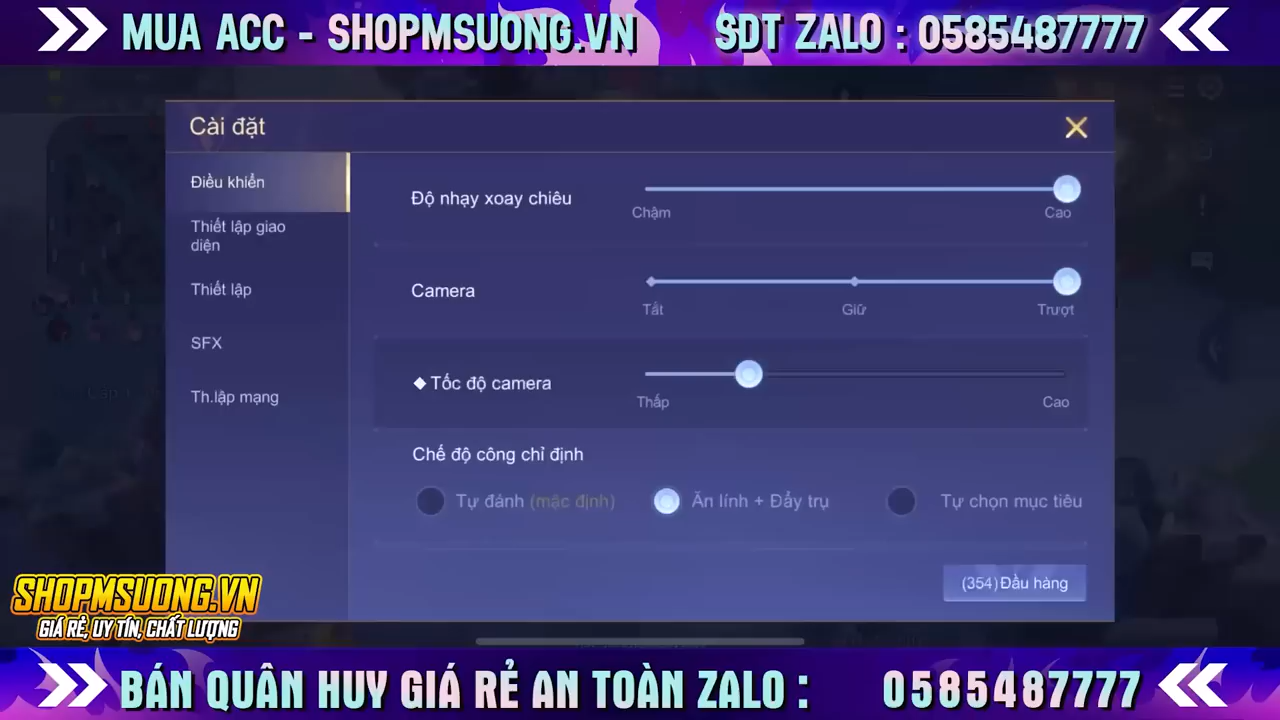 MUA ACC - SHOPMSUONG.VN SDT ZALO : 0585487777
Cài đặt
Điều khiển
Độ nhạy xoay chiêu
Chậm Cao
Thiết lập giao
diện
Thiết lập
Camera
Tắt Giữ Trượt
SFX
Th.lập mạng
Tốc độ camera
Thấp Cao
Chế độ công chỉ định
Tự đánh (mặc định) Ăn lính + Đẩy trụ Tự chọn mục tiêu
(354)Đầu hàng
SHOPMSUONG.VN
GIÁ RẺ, UY TÍN, CHẤT LƯỢNG
BÁN QUÂN HUY GIÁ RẺ AN TOÀN ZALO : 0585487777